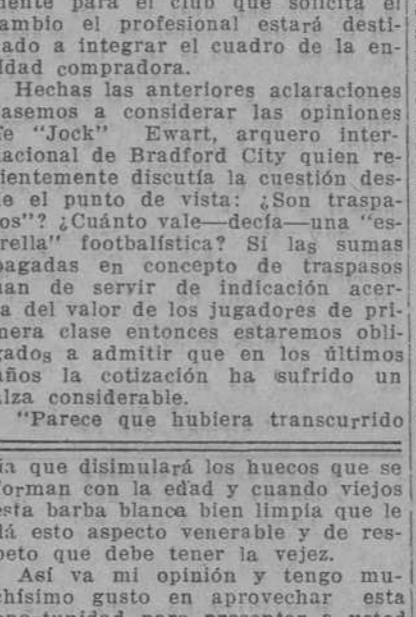 mente para el club que solicita el
cambio el profesional estará desti-
nado a integrar el cuadro de la en-
tidad compradora.
Hechas las anteriores aclaraciones
pasemos a considerar las opiniones
de "Jock" Ewart, arquero inter-
nacional de Bradford City quien re-
cientemente discutía la cuestión des-
de el punto de vista: ¿Son traspa-
sos"? ¿Cuánto vale—decía—una "es-
trella" footbalística? Si las sumas
pagadas en concepto de traspasos
han de servir de indicación acer-
ca del valor de los jugadores de pri-
mera clase entonces estaremos obli-
gados a admitir que en los últimos
años la cotización ha sufrido un
alza considerable.
"Parece que hubiera transcurrido
que disimulará los huecos que se
forman con la edad y cuando viejos
esta barba blanca bien limpia que le
dá esto aspecto venerable y de res-
peto que debe tener la vejez.
Así va mi opinión y tengo mu-
chísimo gusto en aprovechar esta
oportunidad para presentar a usted